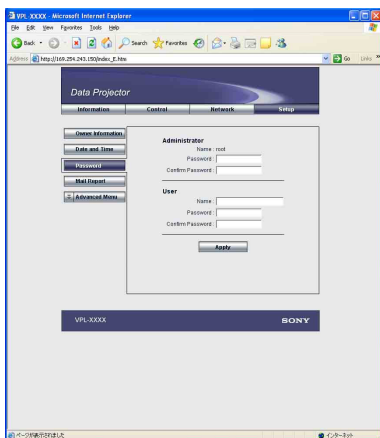 VPL XXXX - Microsoft Internet Explorer
File Edit View Favorites Tools Help
Back Search Favorites
Address http://169.254.243.150/index_E.htm Go Links »
Data Projector
Information Control Network Setup
Owner Information
Date and Time
Password
Mail Report
Advanced Menu
Administrator
Name : root
Password :
Confirm Password :
User
Name :
Password :
Confirm Password :
Apply
VPL-XXXX SONY
ページが表示されました インターネット